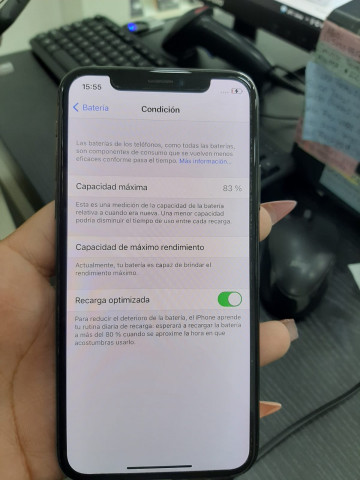 15:55
Batería
Condición
Las baterías de los teléfonos, como todas las baterías,
son componentes de consumo que se vuelven menos
eficaces conforme pasa el tiempo. Más información...
Capacidad máxima
83 %
Esta es una medición de la capacidad de la batería
relativa a cuando era nueva. Una menor capacidad
podría disminuir el tiempo de uso entre cada recarga.
Capacidad de máximo rendimiento
Actualmente, tu batería es capaz de brindar el
rendimiento máximo.
Recarga optimizada
Para reducir el deterioro de la batería, el iPhone aprende
tu rutina diaria de recarga: esperará a recargar la batería
a más del 80 % cuando se aproxime la hora en que
acostumbras usarlo.